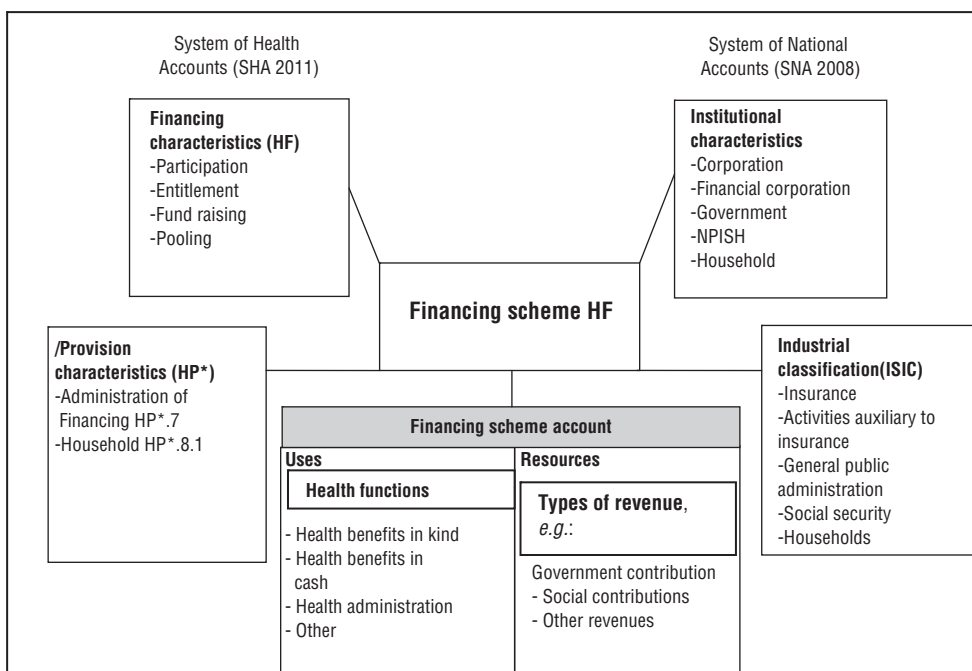 System of Health
Accounts (SHA 2011)
System of National
Accounts (SNA 2008)
Financing
characteristics (HF)
-Participation
-Entitlement
-Fund raising
-Pooling
Institutional
characteristics
-Corporation
-Financial corporation
-Government
-NPISH
-Household
Financing scheme HF
/Provision
characteristics (HP*)
-Administration of
Financing HP*.7
-Household HP*.8.1
Industrial
classification(ISIC)
-Insurance
-Activities auxiliary to
insurance
-General public
administration
-Social security
-Households
Financing scheme account
Uses
Health functions
- Health benefits in kind
- Health benefits in
cash
- Health administration
- Other
Resources
Types of revenue,
e.g.:
Government contribution
- Social contributions
- Other revenues